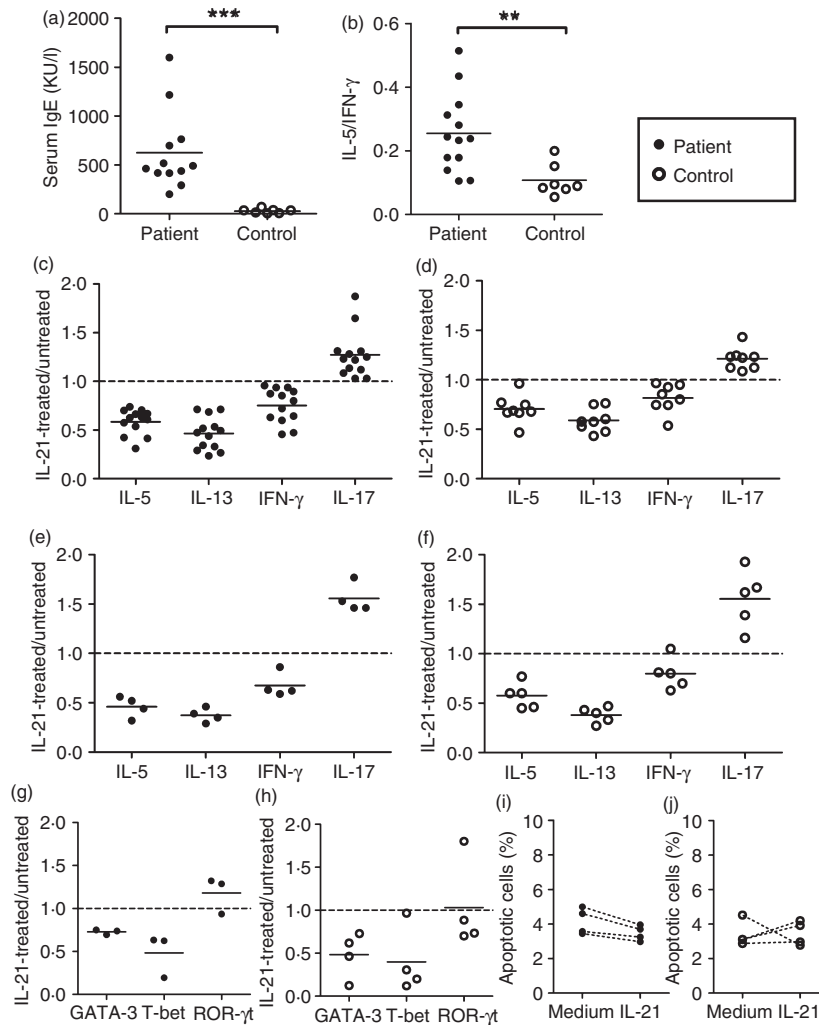 (a)
***
Serum IgE (KU/l)
2000
1500
1000
500
0
Patient
Control
(b)
**
IL-5/IFN-γ
0·6
0·4
0·2
0·0
Patient
Control
Patient
Control
(c)
IL-21-treated/untreated
2·0
1·5
1·0
0·5
0·0
IL-5
IL-13
IFN-γ
IL-17
(d)
IL-21-treated/untreated
2·0
1·5
1·0
0·5
0·0
IL-5
IL-13
IFN-γ
IL-17
(e)
IL-21-treated/untreated
2·0
1·5
1·0
0·5
0·0
IL-5
IL-13
IFN-γ
IL-17
(f)
IL-21-treated/untreated
2·0
1·5
1·0
0·5
0·0
IL-5
IL-13
IFN-γ
IL-17
(g)
IL-21-treated/untreated
2·0
1·5
1·0
0·5
0·0
GATA-3
T-bet
ROR-γt
(h)
IL-21-treated/untreated
2·0
1·5
1·0
0·5
0·0
GATA-3
T-bet
ROR-γt
(i)
Apoptotic cells (%)
10
8
6
4
2
0
Medium
IL-21
(j)
Apoptotic cells (%)
10
8
6
4
2
0
Medium
IL-21